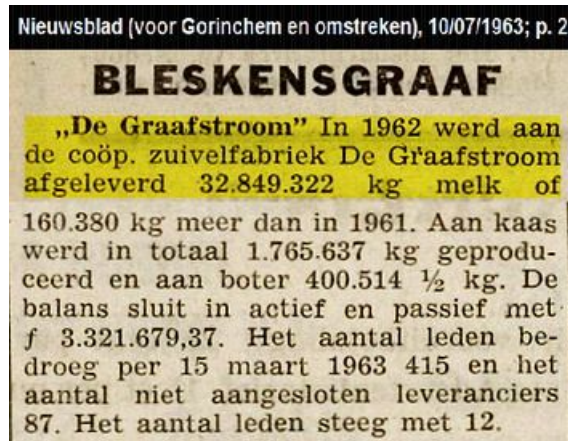 Nieuwsblad (voor Gorinchem en omstreken), 10/07/1963; p. 2
BLESKENSGRAAF
„De Graafstroom” In 1962 werd aan
de coöp. zuivelfabriek De Graafstroom
afgeleverd 32.849.322 kg melk of
160.380 kg meer dan in 1961. Aan kaas
werd in totaal 1.765.637 kg geprodu-
ceerd en aan boter 400.514 ½ kg. De
balans sluit in actief en passief met
ƒ 3.321.679,37. Het aantal leden be-
droeg per 15 maart 1963 415 en het
aantal niet aangesloten leveranciers
87. Het aantal leden steeg met 12.